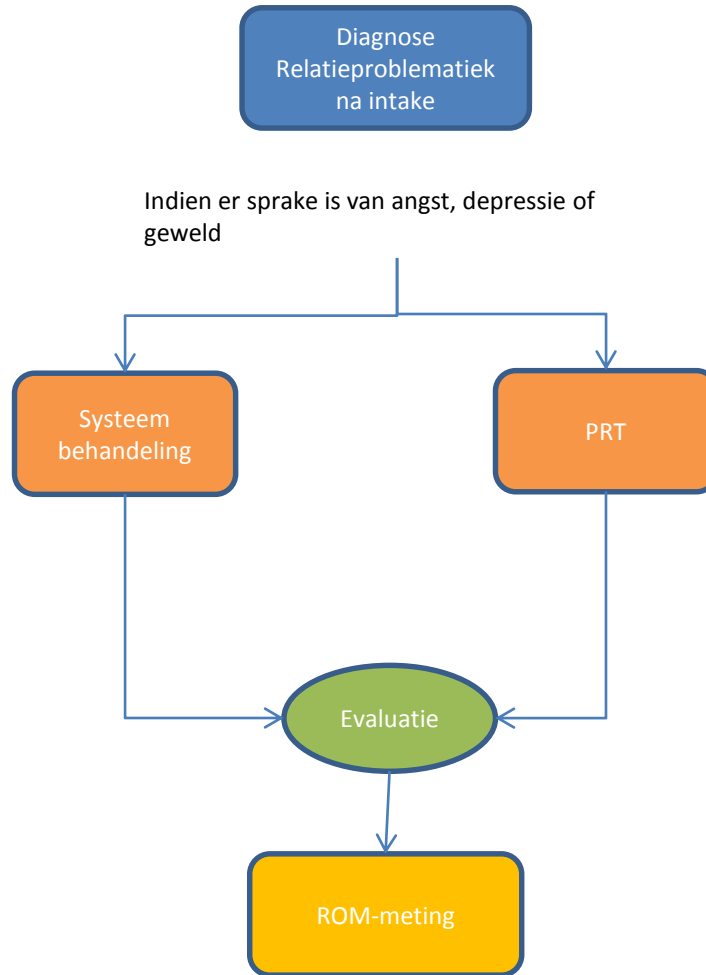 Diagnose
Relatieproblematiek
na intake
Indien er sprake is van angst, depressie of
geweld
Systeem
behandeling
PRT
Evaluatie
ROM-meting